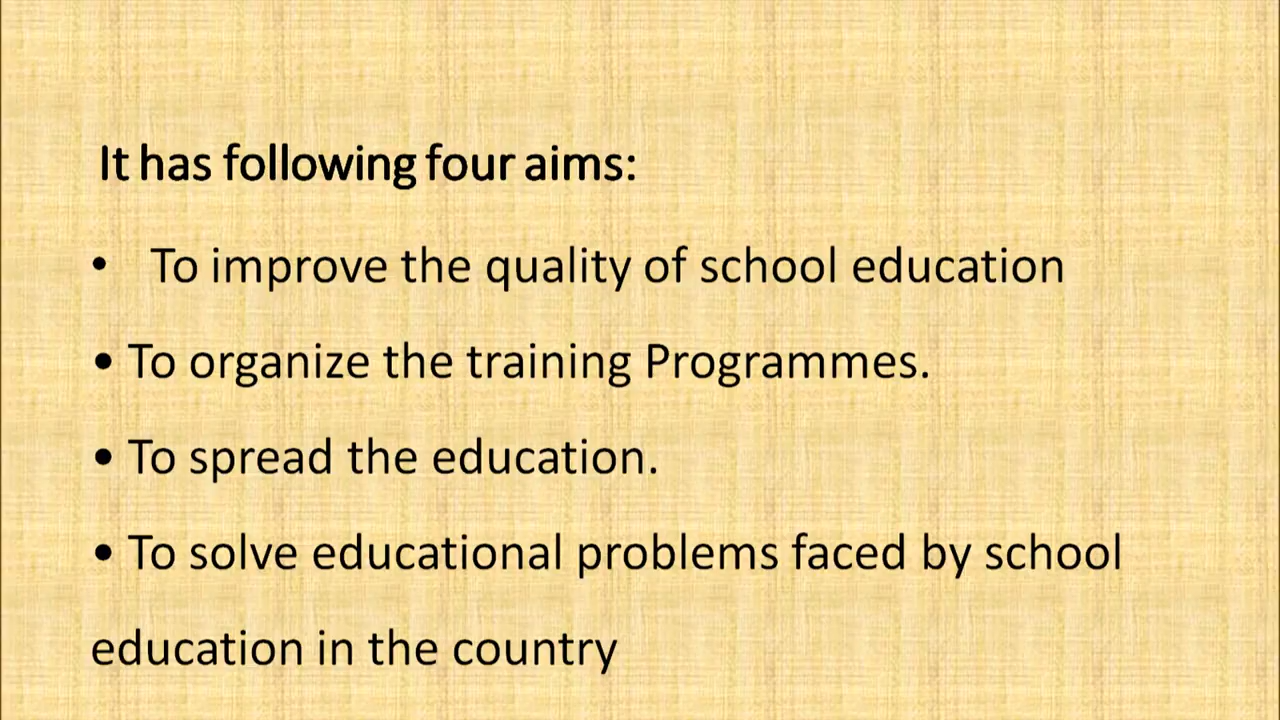 It has following four aims:
• To improve the quality of school education
• To organize the training Programmes.
• To spread the education.
• To solve educational problems faced by school
education in the country